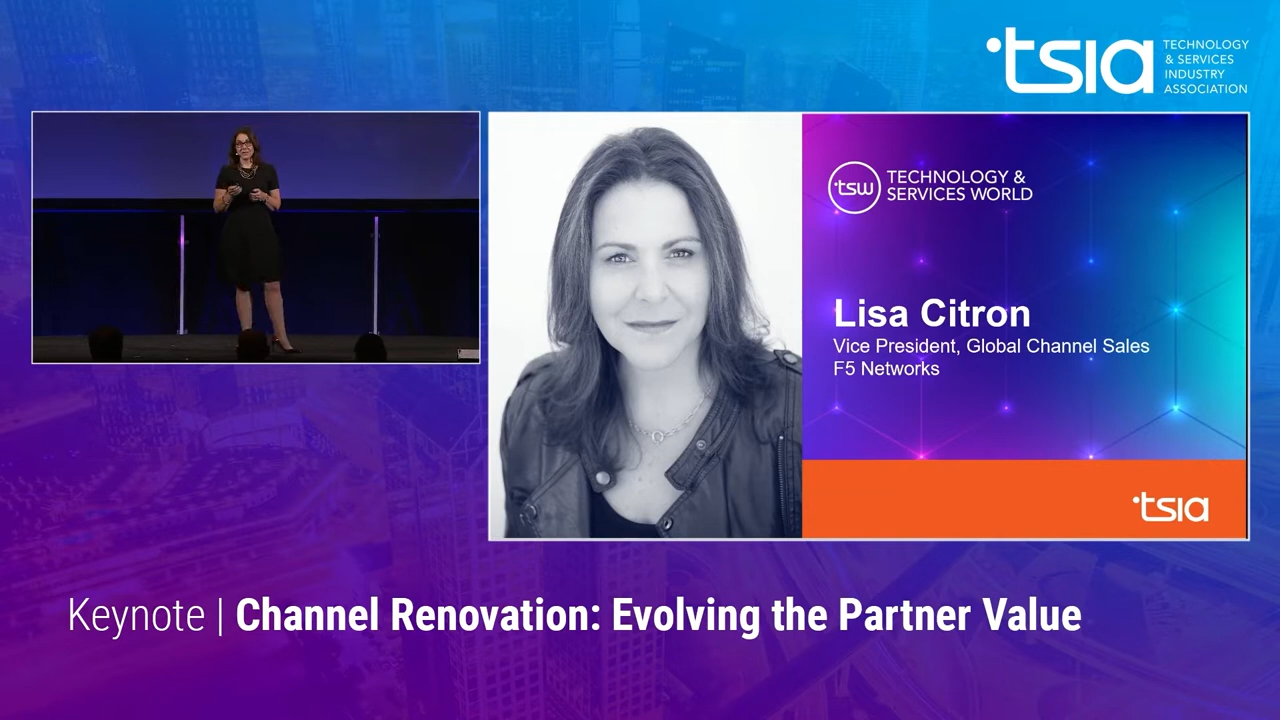 tsia
TECHNOLOGY
& SERVICES
INDUSTRY
ASSOCIATION
tsw
TECHNOLOGY &
SERVICES WORLD
Lisa Citron
Vice President, Global Channel Sales
F5 Networks
tsia
Keynote | Channel Renovation: Evolving the Partner Value